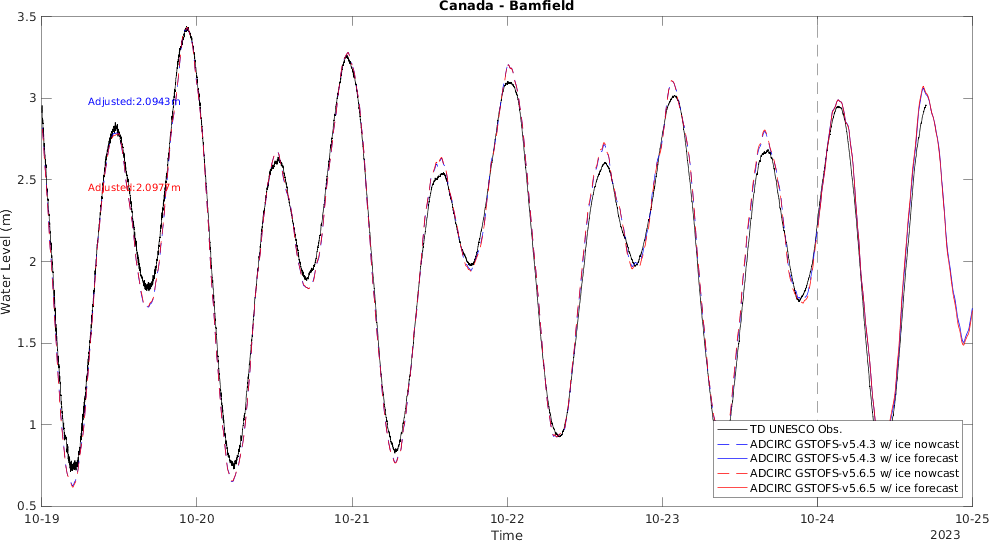 Canada - Bamfield
3.5
3
2.5
2
1.5
1
0.5
Water Level (m)
Adjusted:2.0943m
Adjusted:2.0977m
TD UNESCO Obs.
ADCIRC GSTOFS-v5.4.3 w/ ice nowcast
ADCIRC GSTOFS-v5.4.3 w/ ice forecast
ADCIRC GSTOFS-v5.6.5 w/ ice nowcast
ADCIRC GSTOFS-v5.6.5 w/ ice forecast
10-19 10-20 10-21 10-22 10-23 10-24 10-25
Time
2023